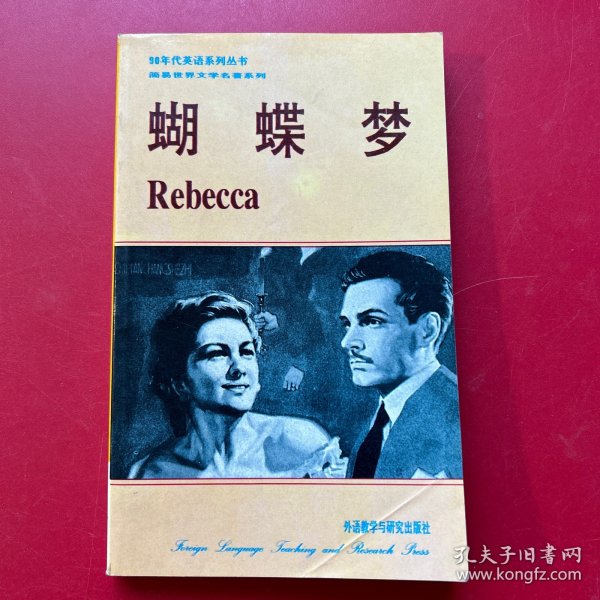 90年代英语系列丛书
简易世界文学名著系列
蝴蝶梦
Rebecca
外语教学与研究出版社
Foreign Language Teaching and Research Press
孔夫子旧书网
www.kongfz.com